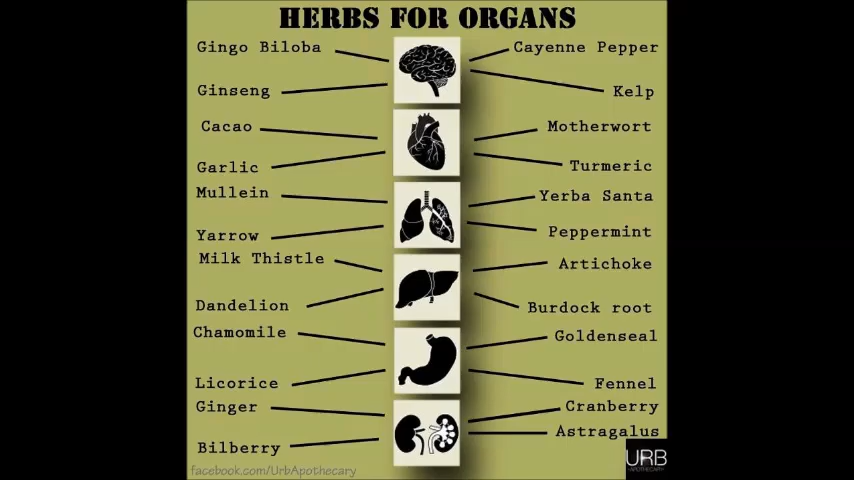 HERBS FOR ORGANS
Gingo Biloba
Cayenne Pepper
Ginseng
Kelp
Cacao
Motherwort
Garlic
Turmeric
Mullein
Yerba Santa
Yarrow
Peppermint
Milk Thistle
Artichoke
Dandelion
Burdock root
Chamomile
Goldenseal
Licorice
Fennel
Ginger
Cranberry
Bilberry
Astragalus
facebook.com/UrbApothecary
URB
APOTHECARY